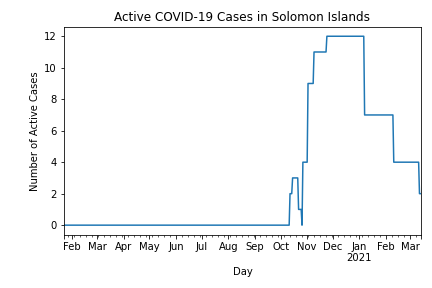 Active COVID-19 Cases in Solomon Islands
12
10
8
6
4
2
0
Number of Active Cases
Feb Mar Apr May Jun Jul Aug Sep Oct Nov Dec Jan Feb Mar
2021
Day